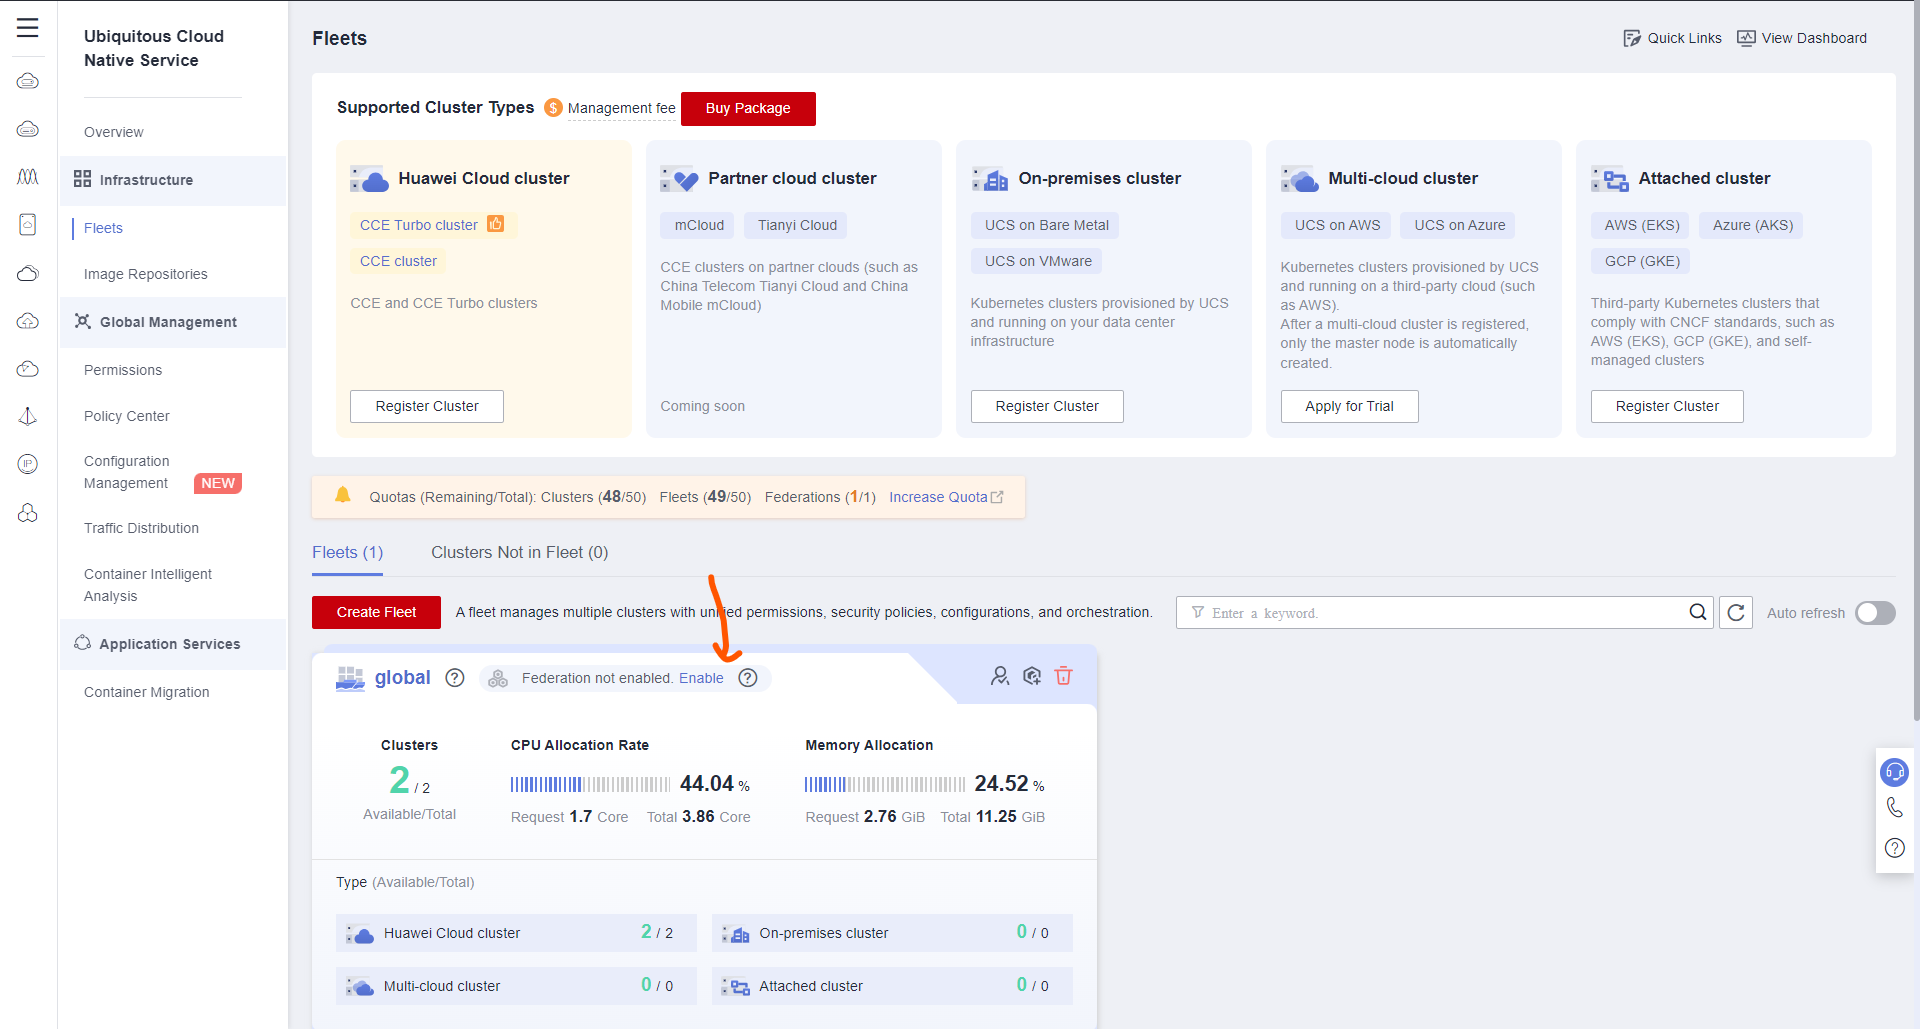 Ubiquitous Cloud
Native Service
Overview
Infrastructure
Fleets
Image Repositories
Global Management
Permissions
Policy Center
Configuration
Management NEW
Traffic Distribution
Container Intelligent
Analysis
Application Services
Container Migration
IP
Fleets
Quick Links View Dashboard
Supported Cluster Types $ Management fee Buy Package
Huawei Cloud cluster
CCE Turbo cluster
CCE cluster
CCE and CCE Turbo clusters
Register Cluster
Partner cloud cluster
mCloud Tianyi Cloud
CCE clusters on partner clouds (such as
China Telecom Tianyi Cloud and China
Mobile mCloud)
Coming soon
On-premises cluster
UCS on Bare Metal
UCS on VMware
Kubernetes clusters provisioned by UCS
and running on your data center
infrastructure
Register Cluster
Multi-cloud cluster
UCS on AWS UCS on Azure
Kubernetes clusters provisioned by UCS
and running on a third-party cloud (such
as AWS).
After a multi-cloud cluster is registered,
only the master node is automatically
created.
Apply for Trial
Attached cluster
AWS (EKS) Azure (AKS)
GCP (GKE)
Third-party Kubernetes clusters that
comply with CNCF standards, such as
AWS (EKS), GCP (GKE), and self-
managed clusters
Register Cluster
Quotas (Remaining/Total): Clusters (48/50) Fleets (49/50) Federations (1/1) Increase Quota
Fleets (1) Clusters Not in Fleet (0)
Create Fleet A fleet manages multiple clusters with unified permissions, security policies, configurations, and orchestration. Enter a keyword. Auto refresh
global ? Federation not enabled. Enable ?
Clusters
2 / 2
Available/Total
CPU Allocation Rate
44.04 %
Request 1.7 Core Total 3.86 Core
Memory Allocation
24.52 %
Request 2.76 GiB Total 11.25 GiB
Type (Available/Total)
Huawei Cloud cluster 2 / 2
On-premises cluster 0 / 0
Multi-cloud cluster 0 / 0
Attached cluster 0 / 0
?